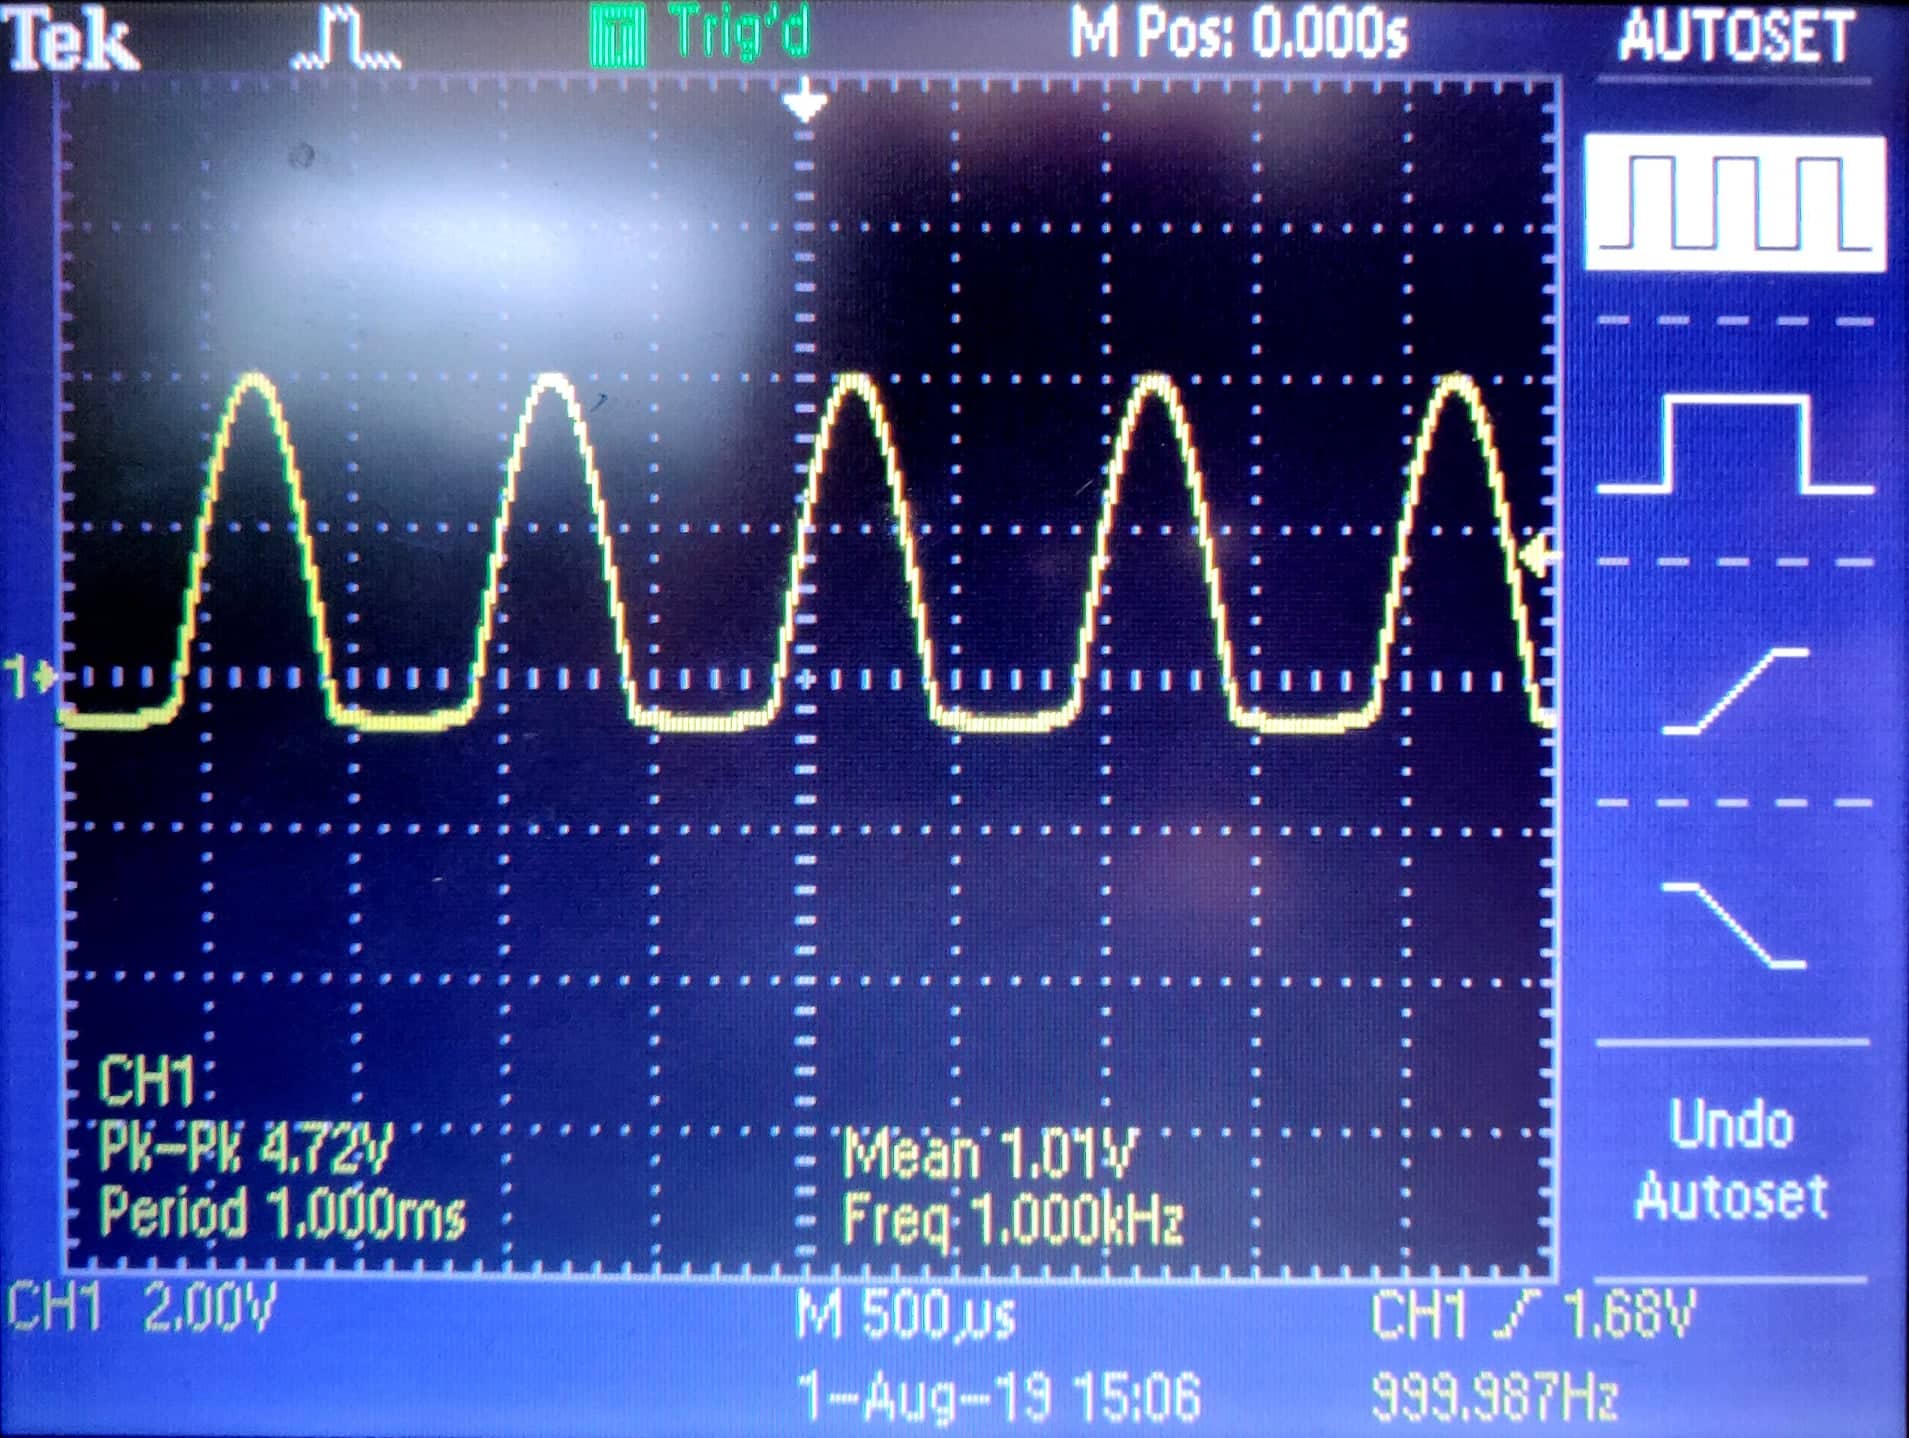 Tek Trig'd M Pos: 0.000s AUTOSET
1
CH1
Pk-Pk 4.72V Mean 1.01V
Period 1.000ms Freq 1.000kHz
Undo
Autoset
CH1 2.00V M 500µs CH1 1.68V
1-Aug-19 15:06 999.987Hz